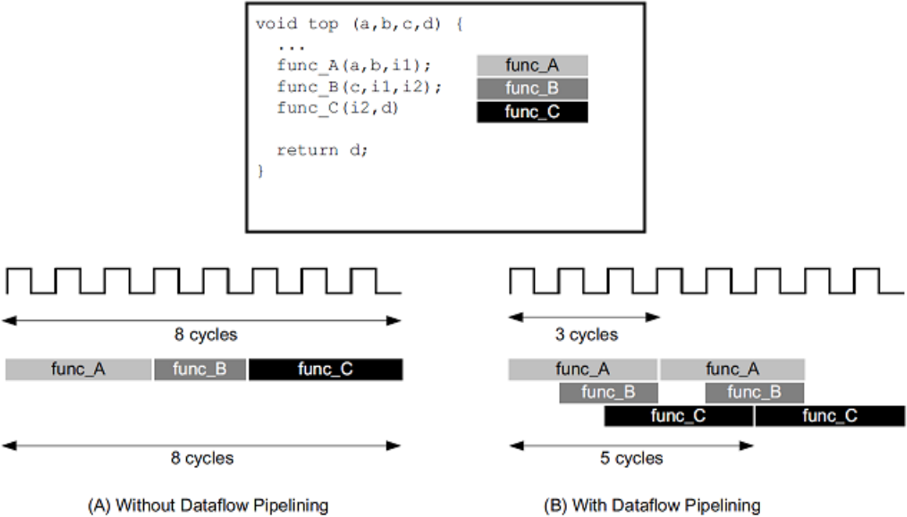 void top (a,b,c,d) {
...
func_A(a,b,i1);
func_B(c,i1,i2);
func_C(i2,d)
return d;
}
func_A
func_B
func_C
8 cycles
func_A func_B func_C
8 cycles
(A) Without Dataflow Pipelining
3 cycles
func_A func_A
func_B func_B
func_C func_C
5 cycles
(B) With Dataflow Pipelining